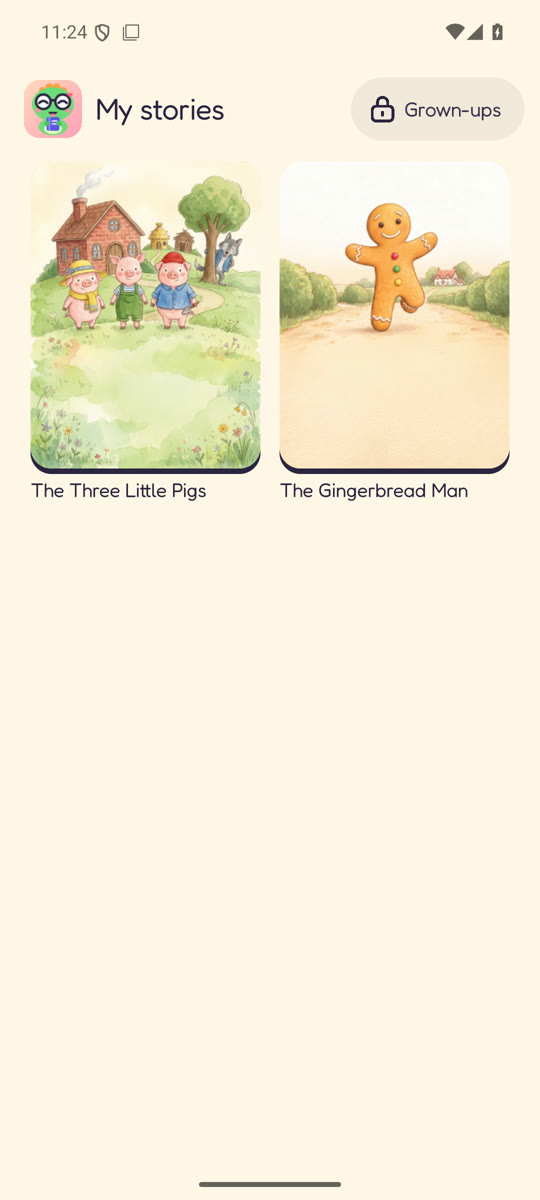 11:24
My stories
Grown-ups
The Three Little Pigs
The Gingerbread Man